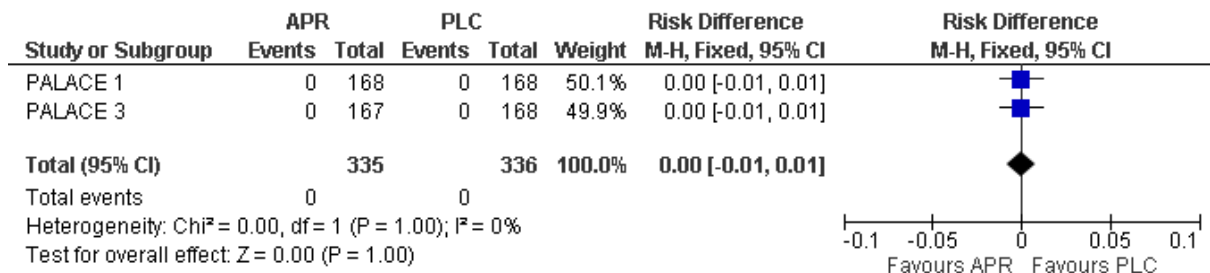 APR PLC Risk Difference Risk Difference
Study or Subgroup Events Total Events Total Weight M-H, Fixed, 95% CI M-H, Fixed, 95% CI
PALACE 1 0 168 0 168 50.1% 0.00 [-0.01, 0.01]
PALACE 3 0 167 0 168 49.9% 0.00 [-0.01, 0.01]
Total (95% CI) 335 336 100.0% 0.00 [-0.01, 0.01]
Total events 0 0
Heterogeneity: Chi² = 0.00, df = 1 (P = 1.00); I² = 0%
Test for overall effect: Z = 0.00 (P = 1.00)
-0.1 -0.05 0 0.05 0.1
Favours APR Favours PLC